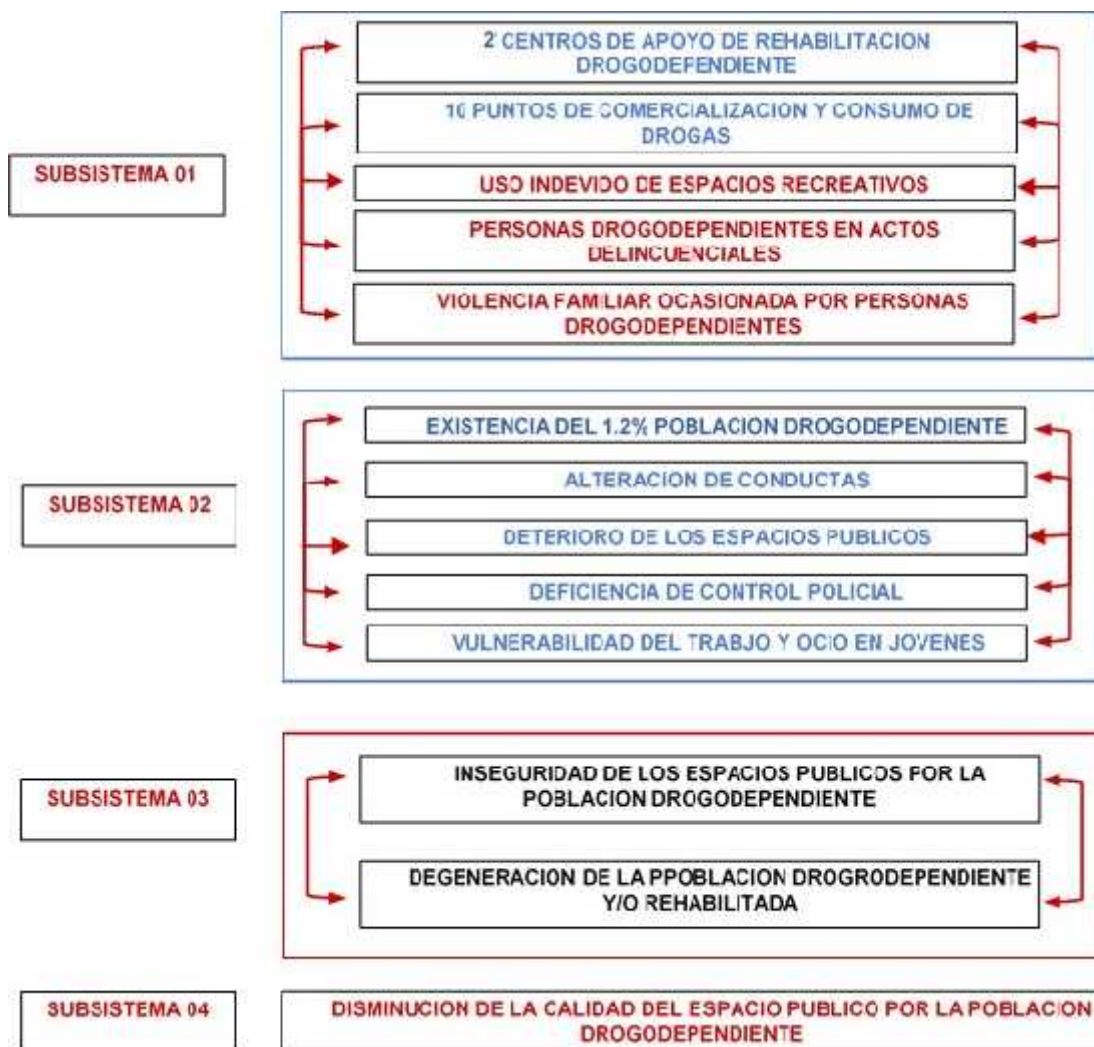 2 CENTROS DE APOYO DE REHABILITACION
DROGODEFENDIENTE
10 PUNTOS DE COMERCIALIZACION Y CONSUMO DE
DROGAS
SUBSISTEMA 01
USO INDEVIDO DE ESPACIOS RECREATIVOS
PERSONAS DROGODEPENDIENTES EN ACTOS
DELINCUENCIALES
VIOLENCIA FAMILIAR OCASIONADA POR PERSONAS
DROGODEPENDIENTES
EXISTENCIA DEL 1.2% POBLACION DROGODEPENDIENTE
ALTERACION DE CONDUCTAS
SUBSISTEMA 02
DETERIORO DE LOS ESPACIOS PUBLICOS
DEFICIENCIA DE CONTROL POLICIAL
VULNERABILIDAD DEL TRABJO Y OCIO EN JOVENES
INSEGURIDAD DE LOS ESPACIOS PUBLICOS POR LA
POBLACION DROGODEPENDIENTE
SUBSISTEMA 03
DEGENERACION DE LA PPOBLACION DROGRODEPENDIENTE
Y/O REHABILITADA
SUBSISTEMA 04
DISMINUCION DE LA CALIDAD DEL ESPACIO PUBLICO POR LA POBLACION
DROGODEPENDIENTE